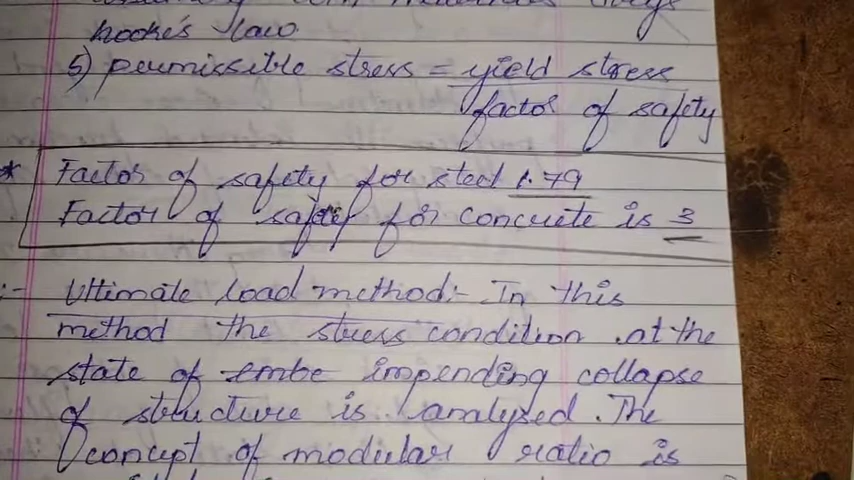 hooke's law.
5) permissible stress = yield stress
factor of safety
* Factor of safety for steel 1.79
Factor of safety for concrete is 3
:- Ultimate load method:- In this
method the stress condition at the
state of embe impending collapse
of structure is analysed. The
concept of modular ratio is